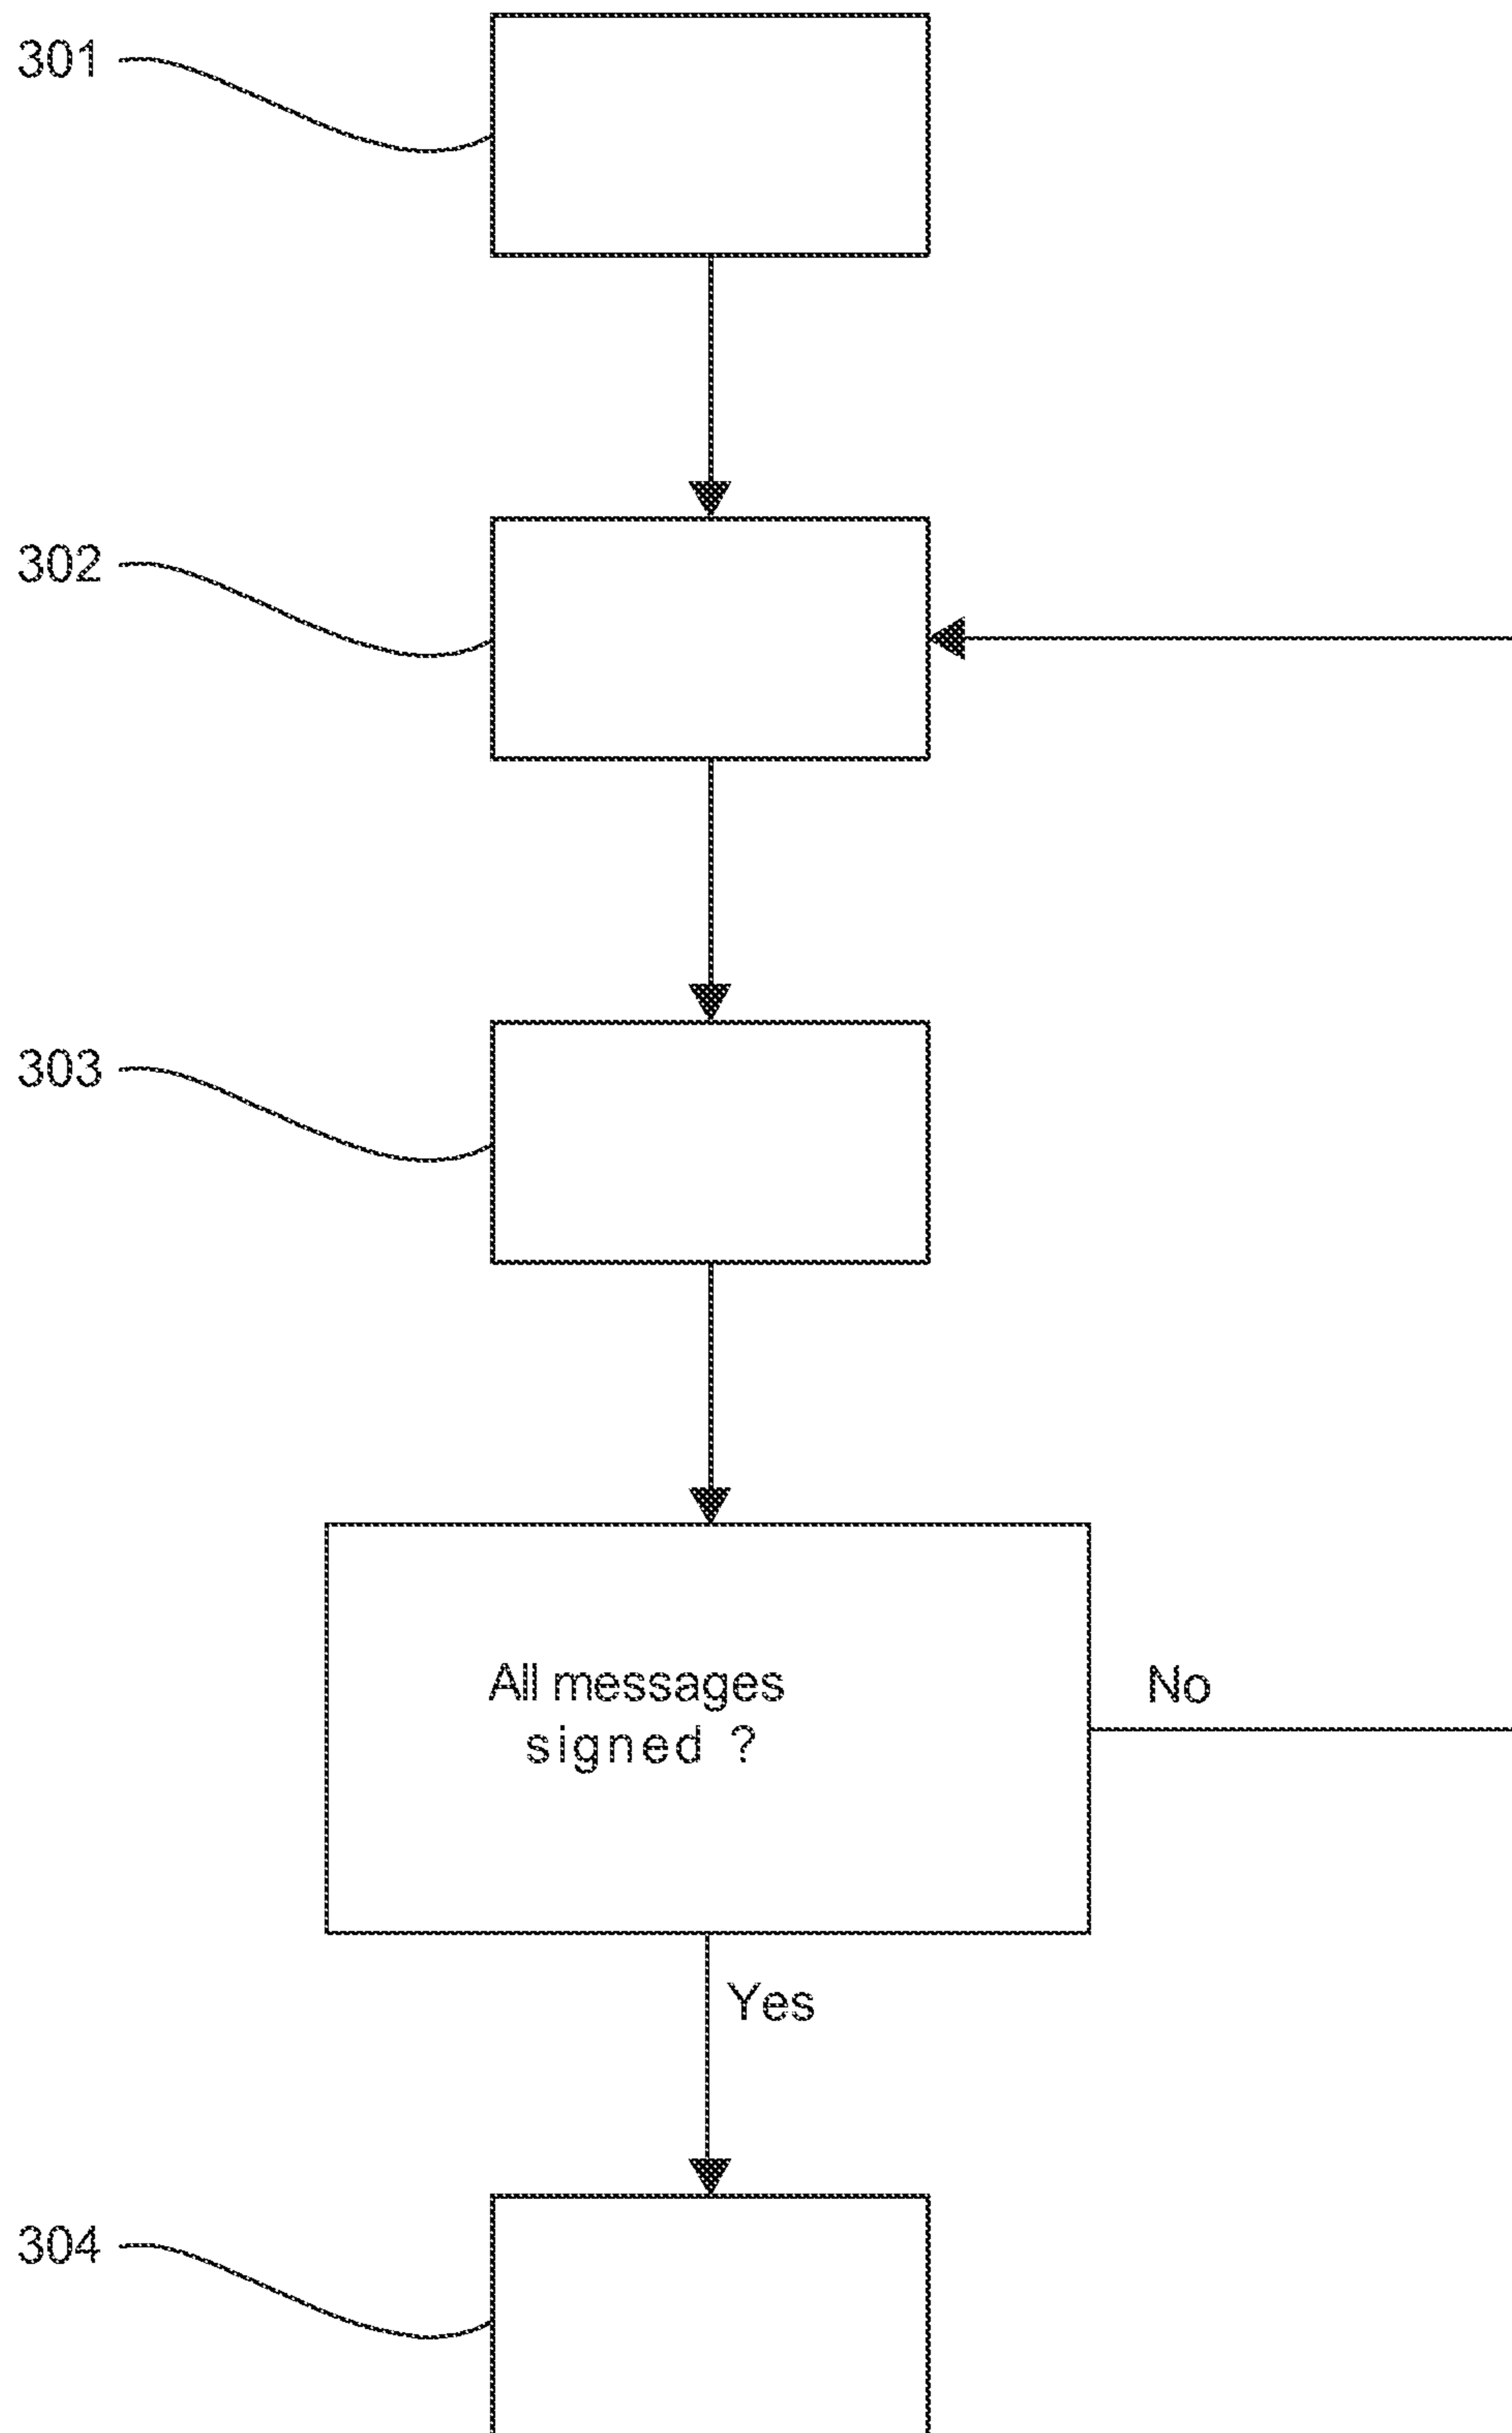 301
302
303
All messages
signed ?
No
Yes
304